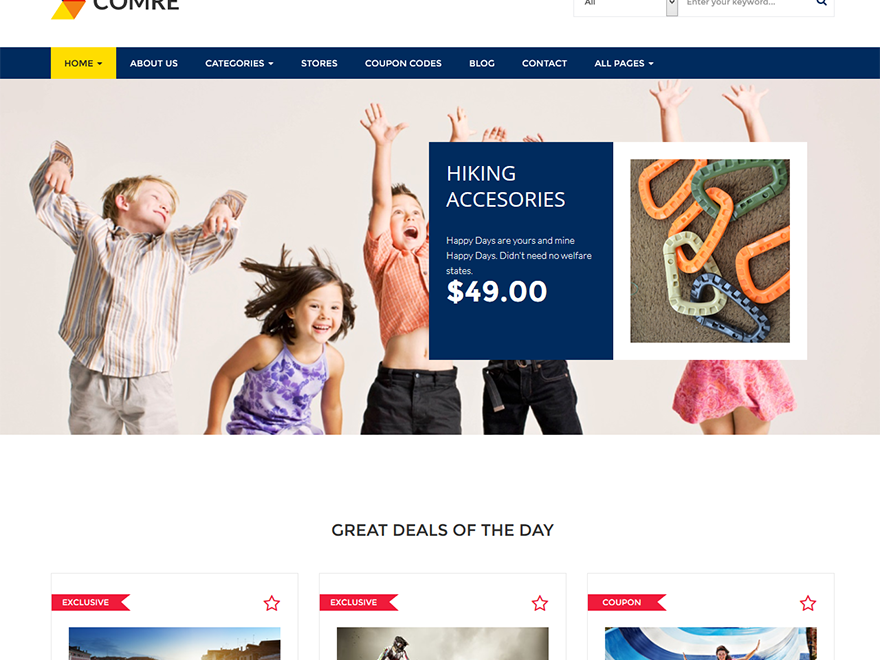 COMRE
All
Enter your keyword...
HOME
ABOUT US
CATEGORIES
STORES
COUPON CODES
BLOG
CONTACT
ALL PAGES
HIKING
ACCESORIES
Happy Days are yours and mine
Happy Days. Didn't need no welfare
states.
$49.00
GREAT DEALS OF THE DAY
EXCLUSIVE
EXCLUSIVE
COUPON